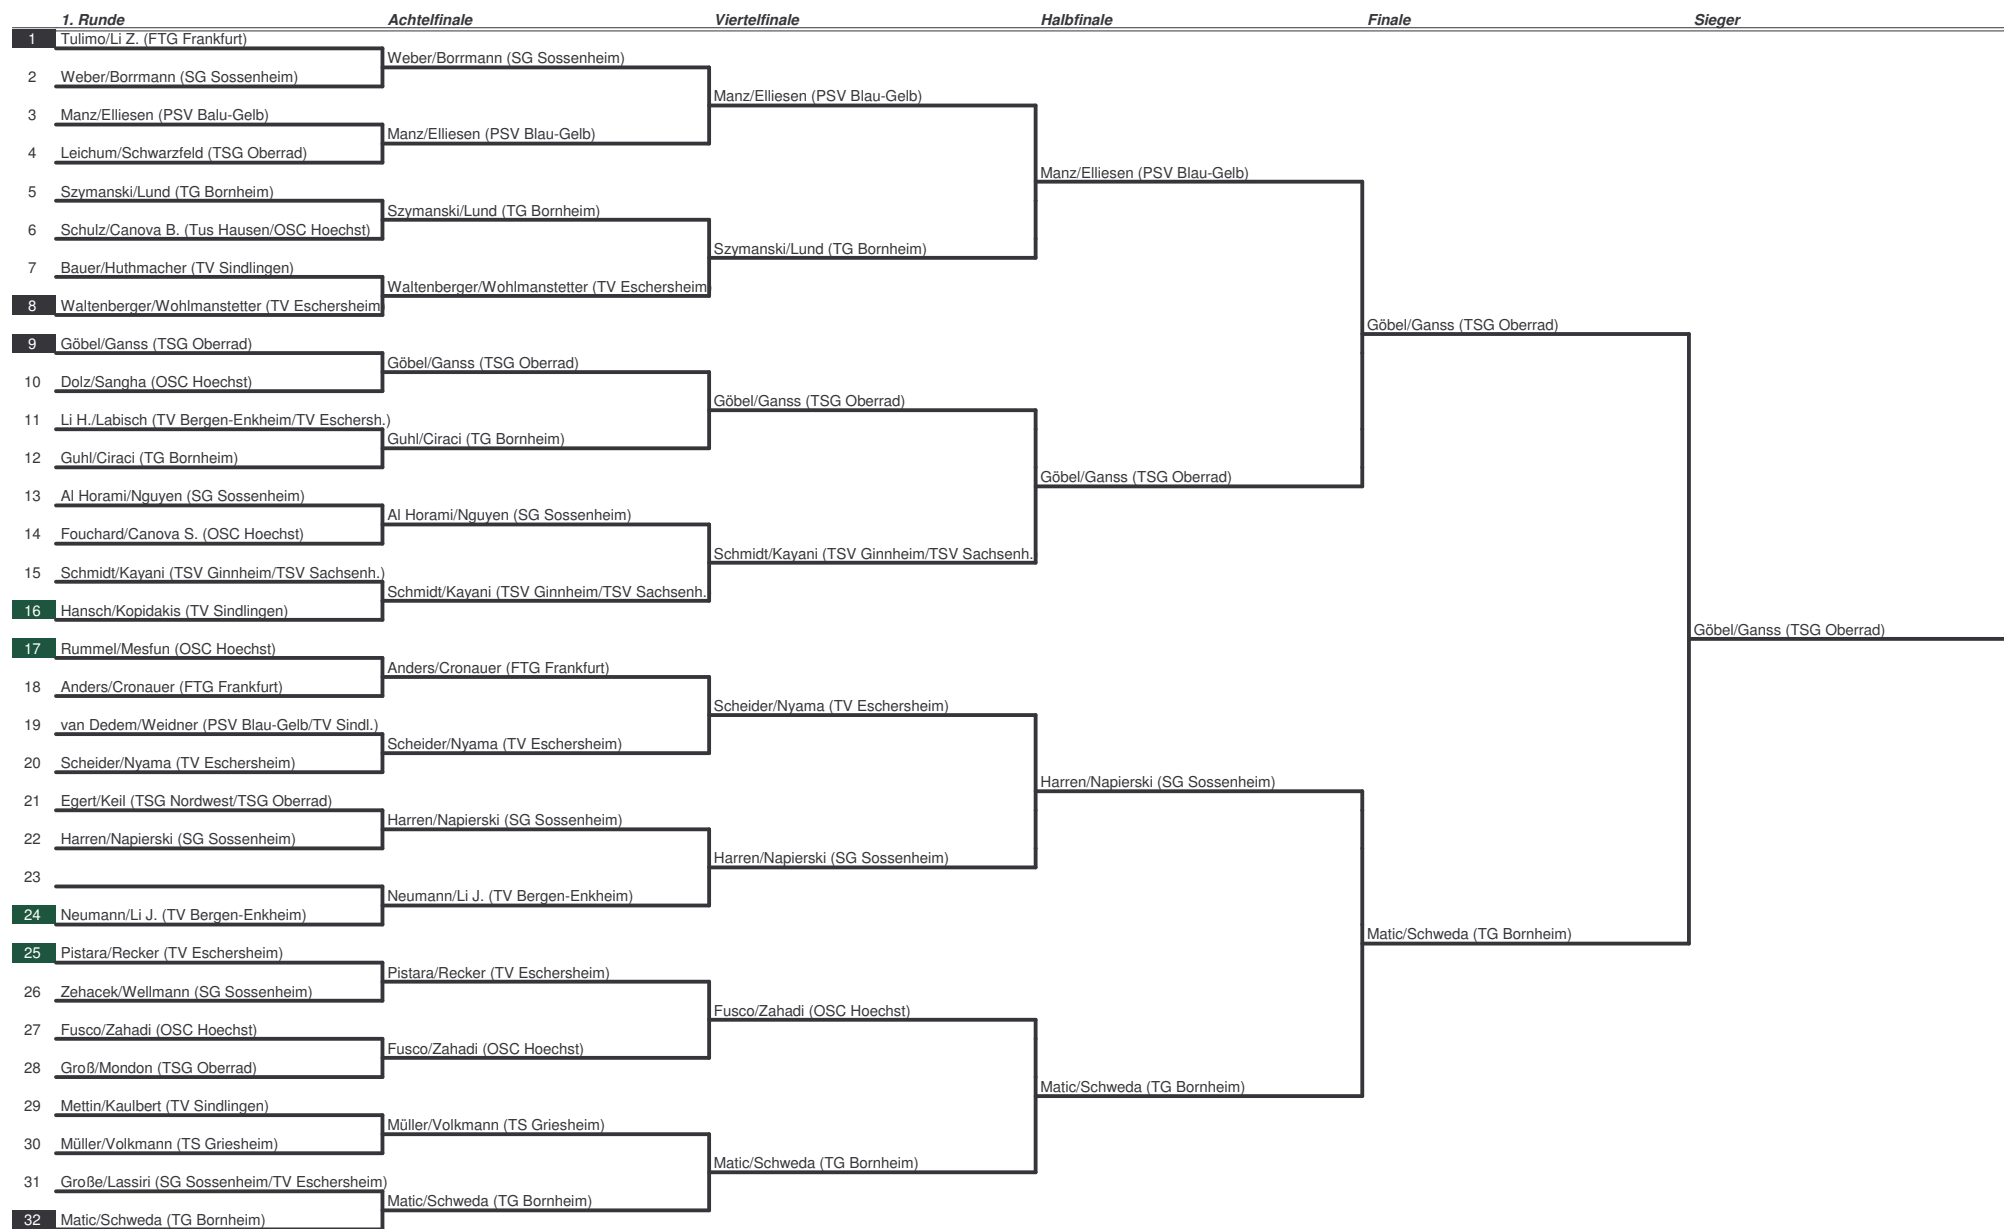 1. Runde Achtelfinale Viertelfinale Halbfinale Finale Sieger
1 Tulimo/Li Z. (FTG Frankfurt)
Weber/Borrmann (SG Sossenheim)
2 Weber/Borrmann (SG Sossenheim)
Manz/Elliesen (PSV Blau-Gelb)
3 Manz/Elliesen (PSV Balu-Gelb)
Manz/Elliesen (PSV Blau-Gelb)
4 Leichum/Schwarzfeld (TSG Oberrad)
Manz/Elliesen (PSV Blau-Gelb)
5 Szymanski/Lund (TG Bornheim)
Szymanski/Lund (TG Bornheim)
6 Schulz/Canova B. (Tus Hausen/OSC Hoechst)
Szymanski/Lund (TG Bornheim)
7 Bauer/Huthmacher (TV Sindlingen)
Waltenberger/Wohlmanstetter (TV Eschersheim
8 Waltenberger/Wohlmanstetter (TV Eschersheim
Göbel/Ganss (TSG Oberrad)
9 Göbel/Ganss (TSG Oberrad)
Göbel/Ganss (TSG Oberrad)
10 Dolz/Sangha (OSC Hoechst)
Göbel/Ganss (TSG Oberrad)
11 Li H./Labisch (TV Bergen-Enkheim/TV Eschersh.)
Guhl/Ciraci (TG Bornheim)
12 Guhl/Ciraci (TG Bornheim)
Göbel/Ganss (TSG Oberrad)
13 Al Horami/Nguyen (SG Sossenheim)
Al Horami/Nguyen (SG Sossenheim)
14 Fouchard/Canova S. (OSC Hoechst)
Schmidt/Kayani (TSV Ginnheim/TSV Sachsenh.
15 Schmidt/Kayani (TSV Ginnheim/TSV Sachsenh.)
Schmidt/Kayani (TSV Ginnheim/TSV Sachsenh.
16 Hansch/Kopidakis (TV Sindlingen)
Göbel/Ganss (TSG Oberrad)
17 Rummel/Mesfun (OSC Hoechst)
Anders/Cronauer (FTG Frankfurt)
18 Anders/Cronauer (FTG Frankfurt)
Scheider/Nyama (TV Eschersheim)
19 van Dedem/Weidner (PSV Blau-Gelb/TV Sindl.)
Scheider/Nyama (TV Eschersheim)
20 Scheider/Nyama (TV Eschersheim)
Harren/Napierski (SG Sossenheim)
21 Egert/Keil (TSG Nordwest/TSG Oberrad)
Harren/Napierski (SG Sossenheim)
22 Harren/Napierski (SG Sossenheim)
Harren/Napierski (SG Sossenheim)
23
Neumann/Li J. (TV Bergen-Enkheim)
24 Neumann/Li J. (TV Bergen-Enkheim)
Matic/Schweda (TG Bornheim)
25 Pistara/Recker (TV Eschersheim)
Pistara/Recker (TV Eschersheim)
26 Zehacek/Wellmann (SG Sossenheim)
Fusco/Zahadi (OSC Hoechst)
27 Fusco/Zahadi (OSC Hoechst)
Fusco/Zahadi (OSC Hoechst)
28 Groß/Mondon (TSG Oberrad)
Matic/Schweda (TG Bornheim)
29 Mettin/Kaulbert (TV Sindlingen)
Müller/Volkmann (TS Griesheim)
30 Müller/Volkmann (TS Griesheim)
Matic/Schweda (TG Bornheim)
31 Große/Lassiri (SG Sossenheim/TV Eschersheim)
Matic/Schweda (TG Bornheim)
32 Matic/Schweda (TG Bornheim)